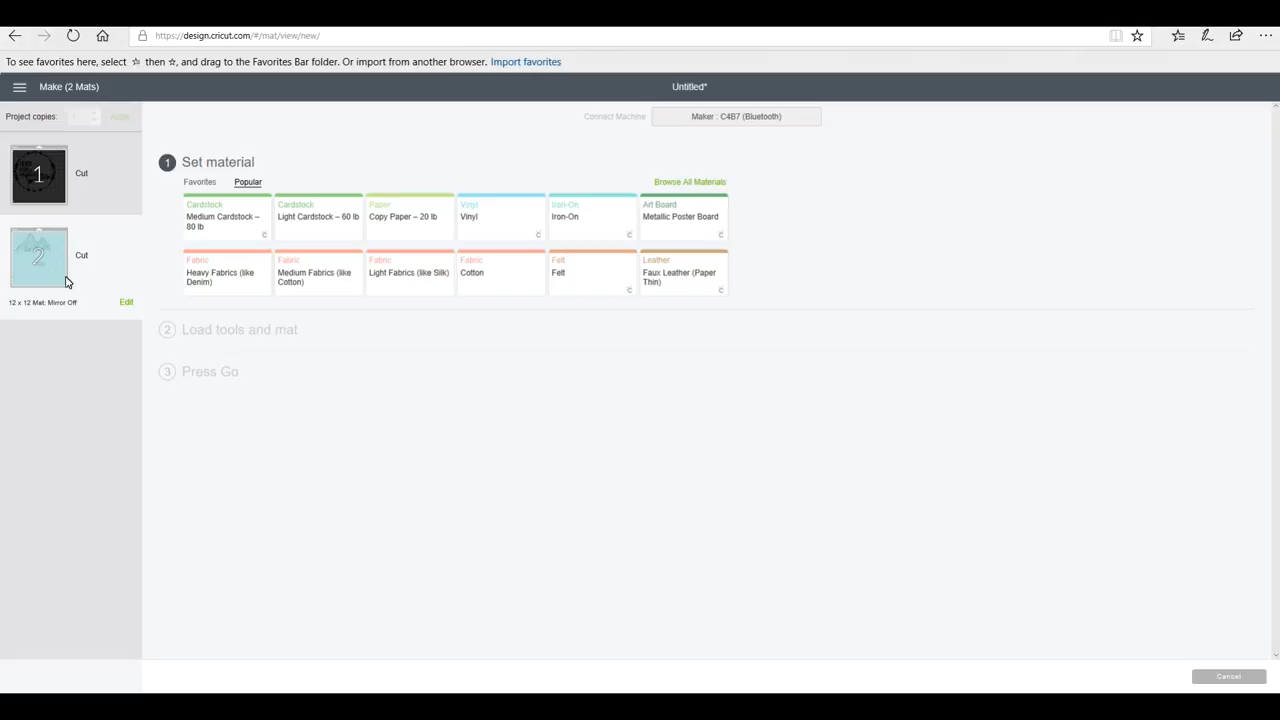 https://design.cricut.com/#/mat/view/new/
To see favorites here, select ☆ then ☆, and drag to the Favorites Bar folder. Or import from another browser. Import favorites
Make (2 Mats)
Untitled*
Project copies: 1 Apply
Connect Machine
Maker : C4B7 (Bluetooth)
1 Set material
Favorites
Popular
Browse All Materials
1
Cut
Cardstock
Medium Cardstock –
80 lb
Cardstock
Light Cardstock – 60 lb
Paper
Copy Paper – 20 lb
Vinyl
Vinyl
Iron-On
Iron-On
Art Board
Metallic Poster Board
2
Cut
Fabric
Heavy Fabrics (like
Denim)
Fabric
Medium Fabrics (like
Cotton)
Fabric
Light Fabrics (like Silk)
Fabric
Cotton
Felt
Felt
Leather
Faux Leather (Paper
Thin)
12 x 12 Mat: Mirror Off
Edit
2 Load tools and mat
3 Press Go
Cancel